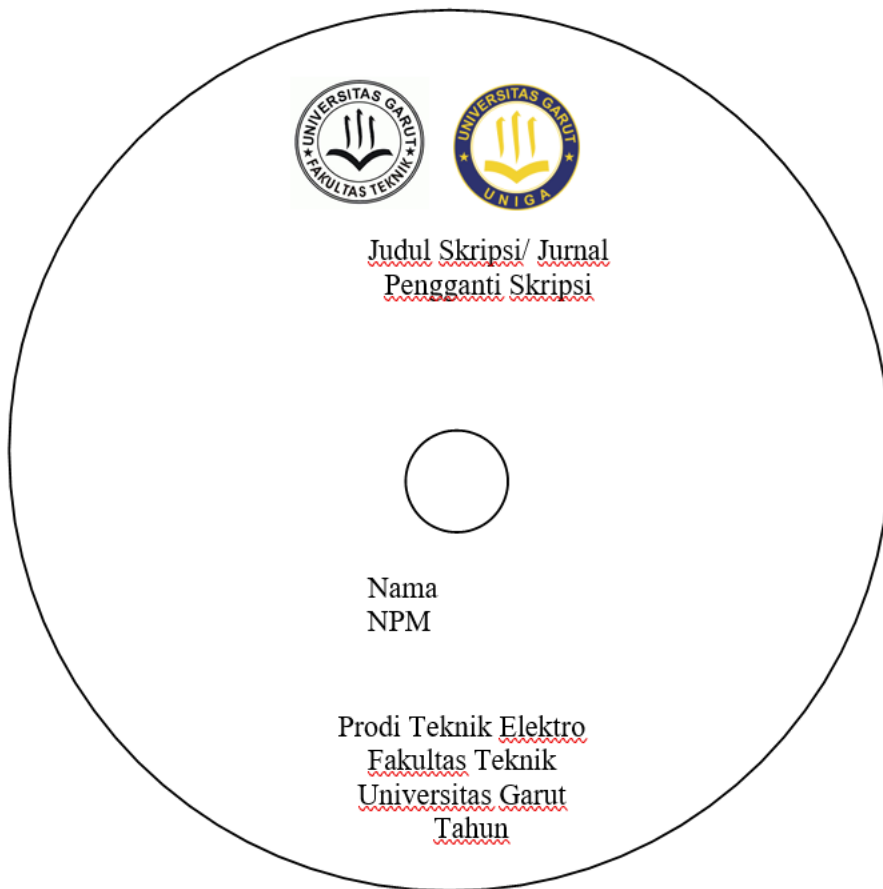 UNIVERSITAS GARUT
FAKULTAS TEKNIK
UNIVERSITAS GARUT
UNIGA
Judul Skripsi/ Jurnal
Pengganti Skripsi
Nama
NPM
Prodi Teknik Elektro
Fakultas Teknik
Universitas Garut
Tahun